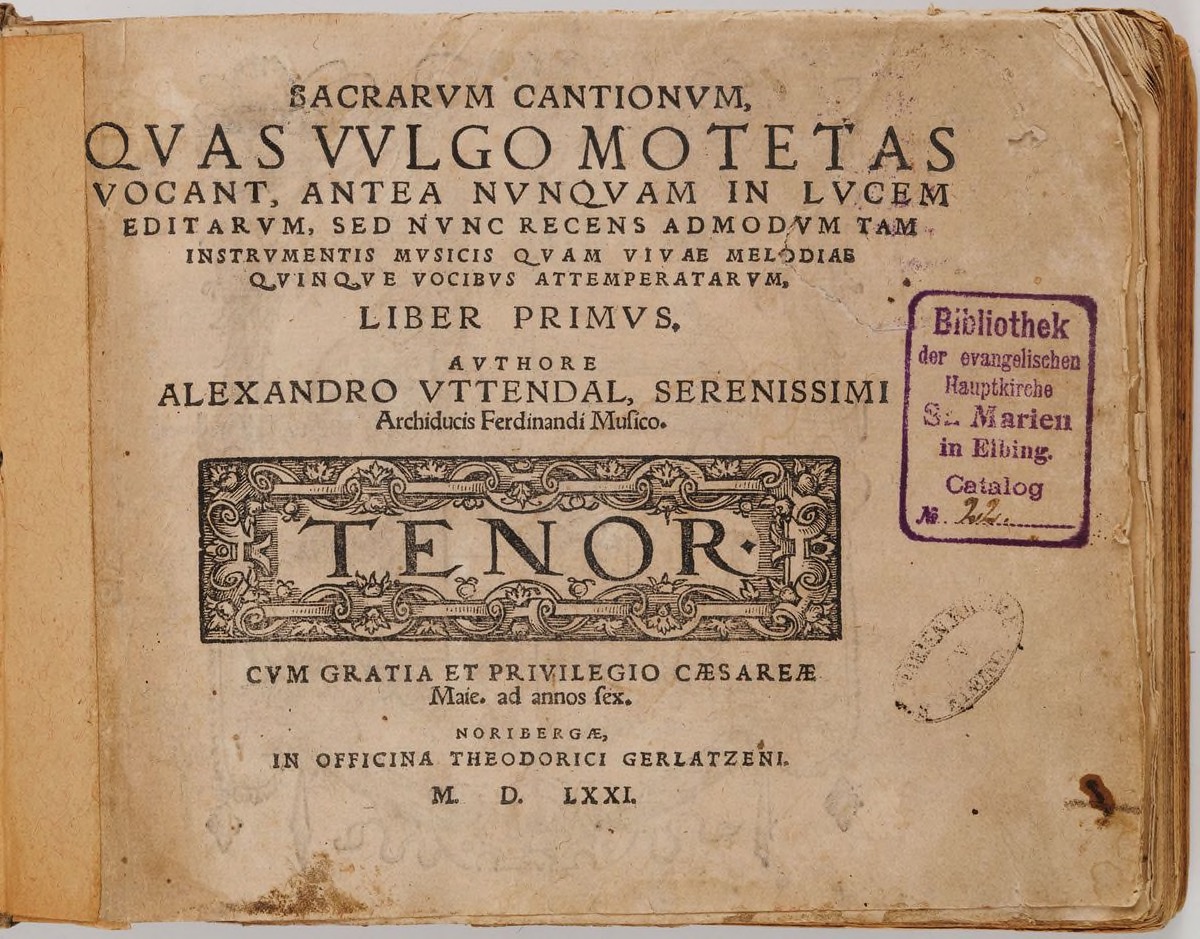 SACRARVM CANTIONVM,
QVAS VVLGO MOTETAS
VOCANT, ANTEA NVNQVAM IN LVCEM
EDITARVM, SED NVNC RECENS ADMODVM TAM
INSTRVMENTIS MVSICIS QVAM VIVAE MELODIAE
QVINQVE VOCIBVS ATTEMPERATARVM,
LIBER PRIMVS.
AVTHORE
ALEXANDRO VTTENDAL, SERENISSIMI
Archiducis Ferdinandi Muſico.
TENOR.
CVM GRATIA ET PRIVILEGIO CÆSAREÆ
Maie. ad annos ſex.
NORIBERGÆ,
IN OFFICINA THEODORICI GERLATZENI.
M. D. LXXI.
Bibliothek
der evangelischen
Hauptkirche
St. Marien
in Elbing.
Catalog
№. 22.